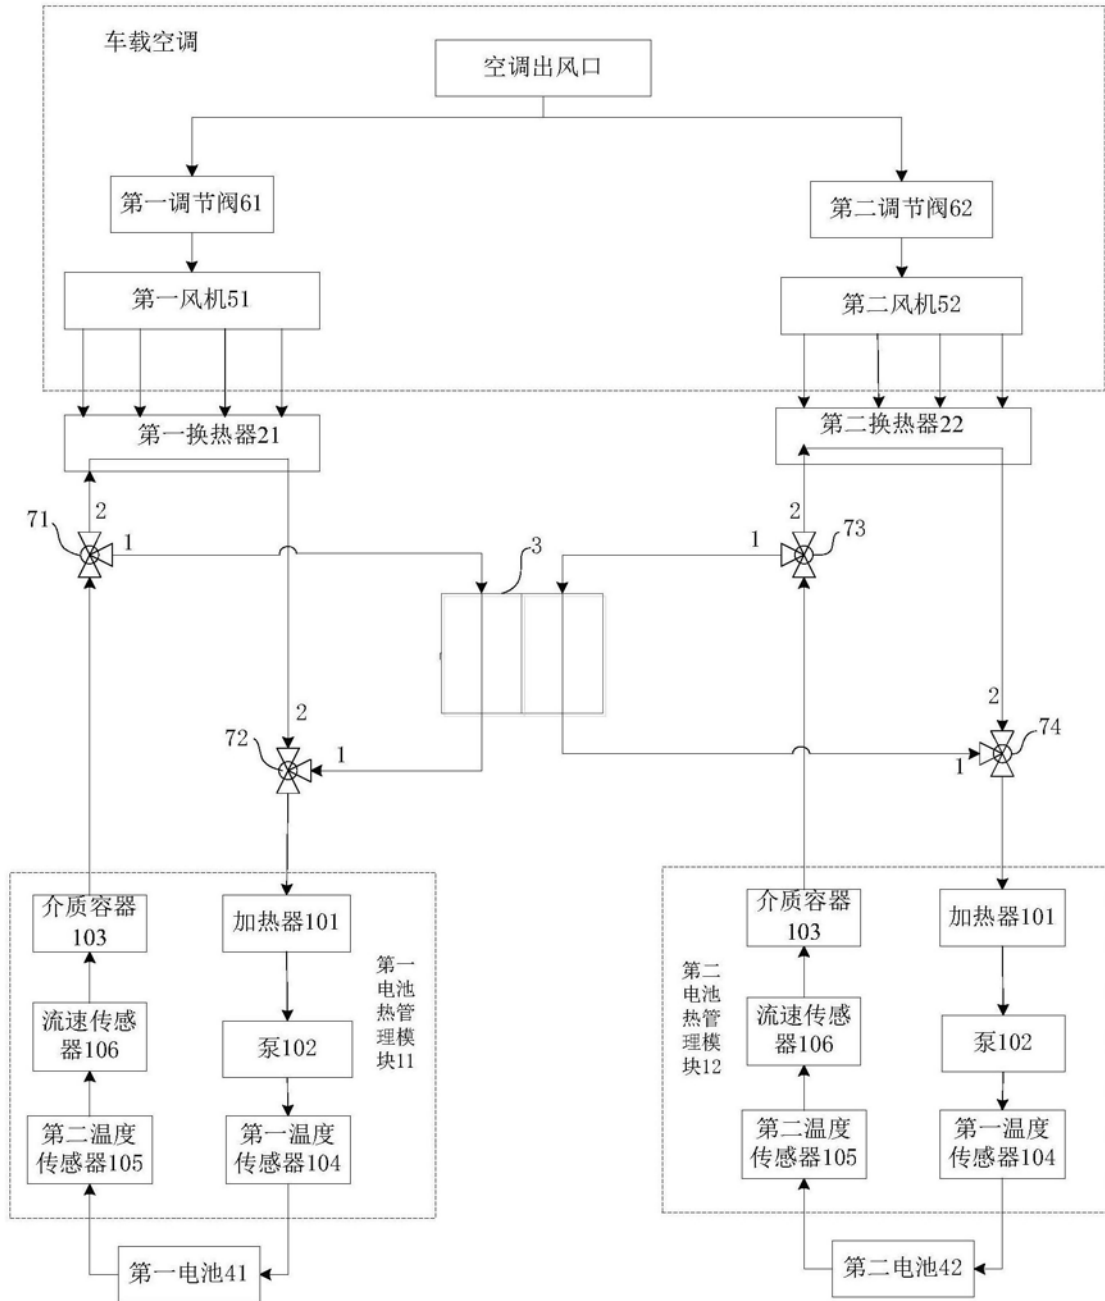 车载空调
空调出风口
第一调节阀61
第二调节阀62
第一风机51
第二风机52
第一换热器21
第二换热器22
2
71
1
3
2
1
73
2
72
1
2
74
1
介质容器
103
加热器101
第一
电池
热管
理模
块11
流速传感
器106
泵102
第二温度
传感器105
第一温度
传感器104
第一电池41
介质容器
103
加热器101
第二
电池
热管
理模
块12
流速传感
器106
泵102
第二温度
传感器105
第一温度
传感器104
第二电池42